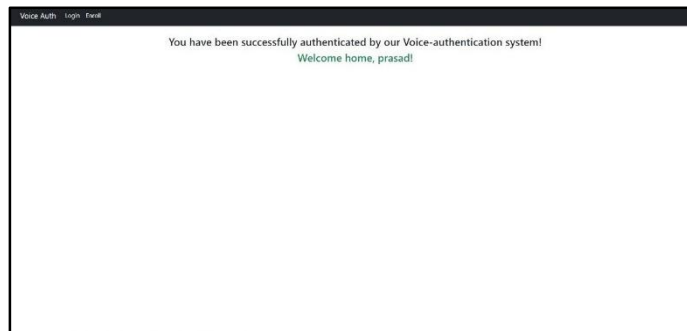 Voice Auth Login Enroll
You have been successfully authenticated by our Voice-authentication system!
Welcome home, prasad!